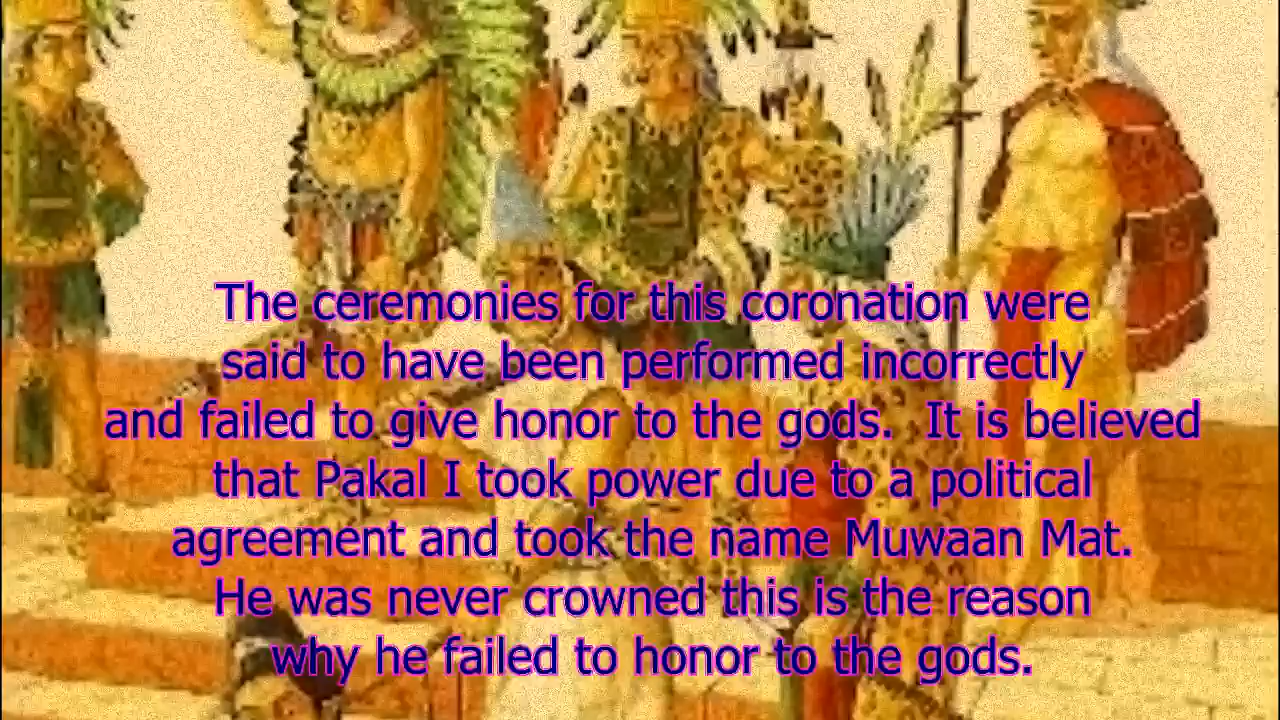 The ceremonies for this coronation were
said to have been performed incorrectly
and failed to give honor to the gods.  It is believed
that Pakal I took power due to a political
agreement and took the name Muwaan Mat.
He was never crowned this is the reason
why he failed to honor to the gods.